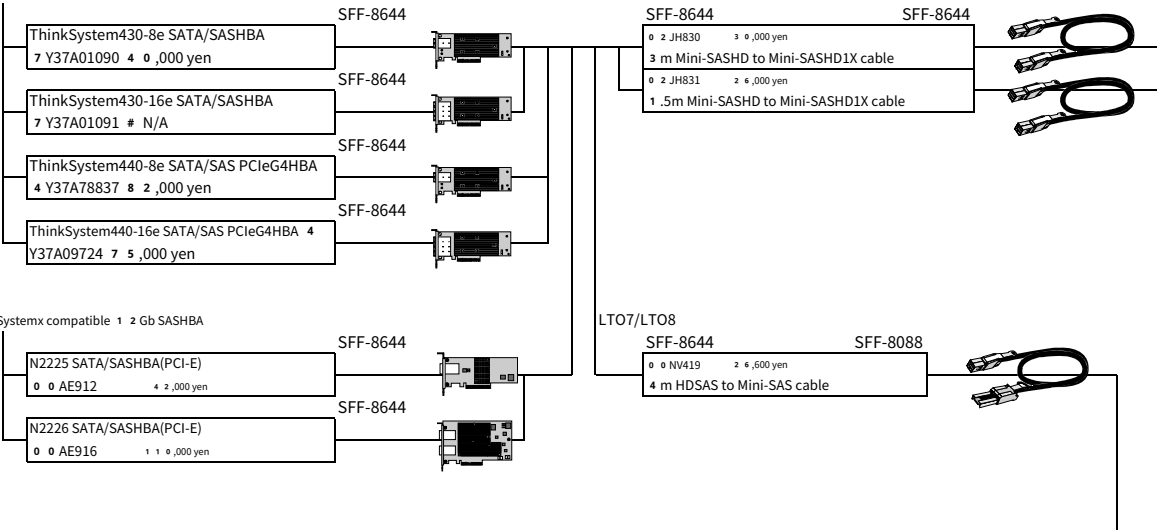 SFF-8644
ThinkSystem430-8e SATA/SASHBA
7 Y37A01090 4 0 ,000 yen
SFF-8644
ThinkSystem430-16e SATA/SASHBA
7 Y37A01091 # N/A
SFF-8644
ThinkSystem440-8e SATA/SAS PCIeG4HBA
4 Y37A78837 8 2 ,000 yen
SFF-8644
ThinkSystem440-16e SATA/SAS PCIeG4HBA 4
Y37A09724 7 5 ,000 yen
SFF-8644 SFF-8644
0 2 JH830 3 0 ,000 yen
3 m Mini-SASHD to Mini-SASHD1X cable
0 2 JH831 2 6 ,000 yen
1 .5m Mini-SASHD to Mini-SASHD1X cable
Systemx compatible 1 2 Gb SASHBA
SFF-8644
N2225 SATA/SASHBA(PCI-E)
0 0 AE912 4 2 ,000 yen
SFF-8644
N2226 SATA/SASHBA(PCI-E)
0 0 AE916 1 1 0 ,000 yen
LTO7/LTO8
SFF-8644 SFF-8088
0 0 NV419 2 6 ,600 yen
4 m HDSAS to Mini-SAS cable